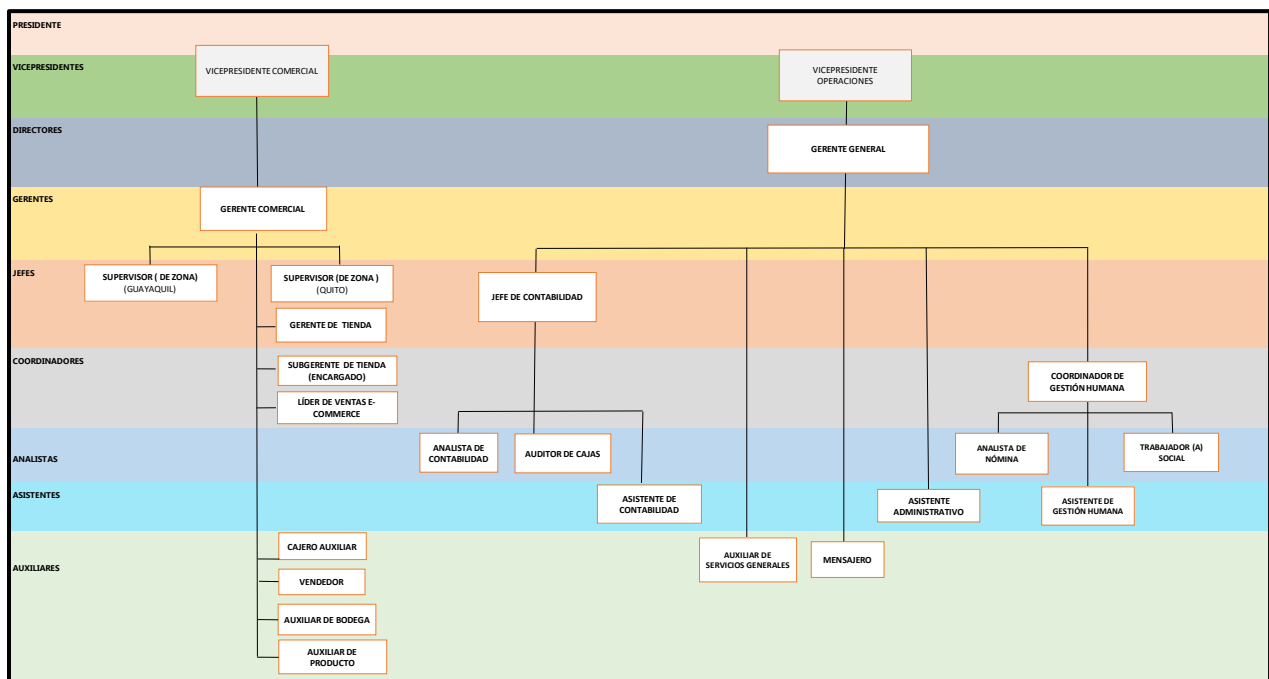 PRESIDENTE
VICEPRESIDENTES
VICEPRESIDENTE COMERCIAL
VICEPRESIDENTE
OPERACIONES
DIRECTORES
GERENTE GENERAL
GERENTES
GERENTE COMERCIAL
JEFES
SUPERVISOR ( DE ZONA)
(GUAYAQUIL)
SUPERVISOR (DE ZONA )
(QUITO)
JEFE DE CONTABILIDAD
GERENTE DE TIENDA
COORDINADORES
SUBGERENTE DE TIENDA
(ENCARGADO)
LÍDER DE VENTAS E-
COMMERCE
COORDINADOR DE
GESTIÓN HUMANA
ANALISTAS
ANALISTA DE
CONTABILIDAD
AUDITOR DE CAJAS
ANALISTA DE
NÓMINA
TRABAJADOR (A)
SOCIAL
ASISTENTES
ASISTENTE DE
CONTABILIDAD
ASISTENTE
ADMINISTRATIVO
ASISTENTE DE
GESTIÓN HUMANA
AUXILIARES
CAJERO AUXILIAR
AUXILIAR DE
SERVICIOS GENERALES
MENSAJERO
VENDEDOR
AUXILIAR DE BODEGA
AUXILIAR DE
PRODUCTO